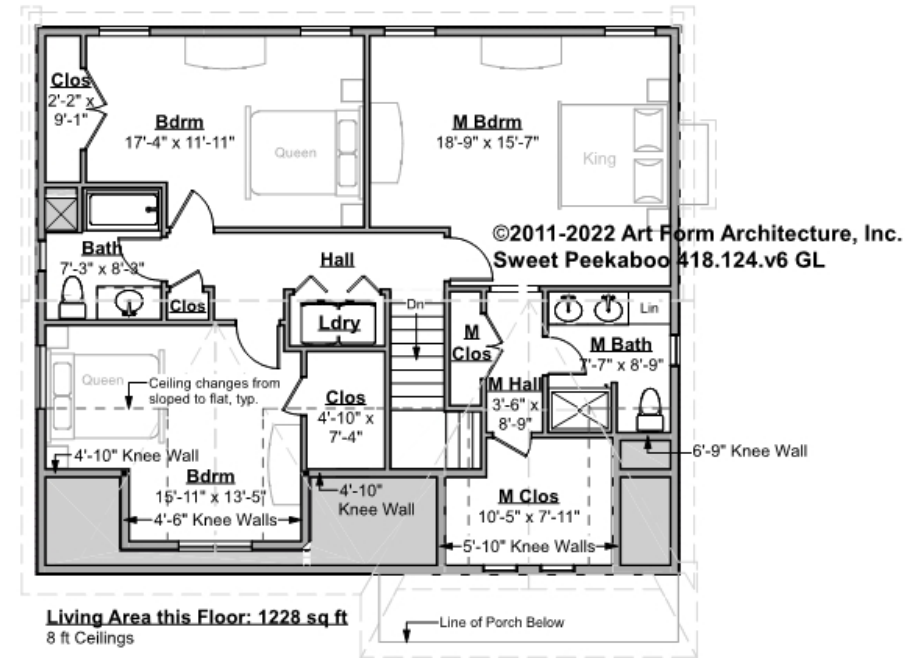 Clos
2'-2" x
9'-1"
Bdrm
17'-4" x 11'-11"
Queen
M Bdrm
18'-9" x 15'-7"
King
©2011-2022 Art Form Architecture, Inc.
Sweet Peekaboo 418.124.v6 GL
Bath
7'-3" x 8'-3"
Hall
Clos
Ldry
Dn
M
Clos
Lin
M Bath
7'-7" x 8'-9"
M Hall
3'-6" x
8'-9"
Queen
Ceiling changes from
sloped to flat, typ.
Clos
4'-10" x
7'-4"
4'-10" Knee Wall
Bdrm
15'-11" x 13'-5"
4'-6" Knee Walls
4'-10"
Knee Wall
6'-9" Knee Wall
M Clos
10'-5" x 7'-11"
5'-10" Knee Walls
Living Area this Floor: 1228 sq ft
8 ft Ceilings
Line of Porch Below